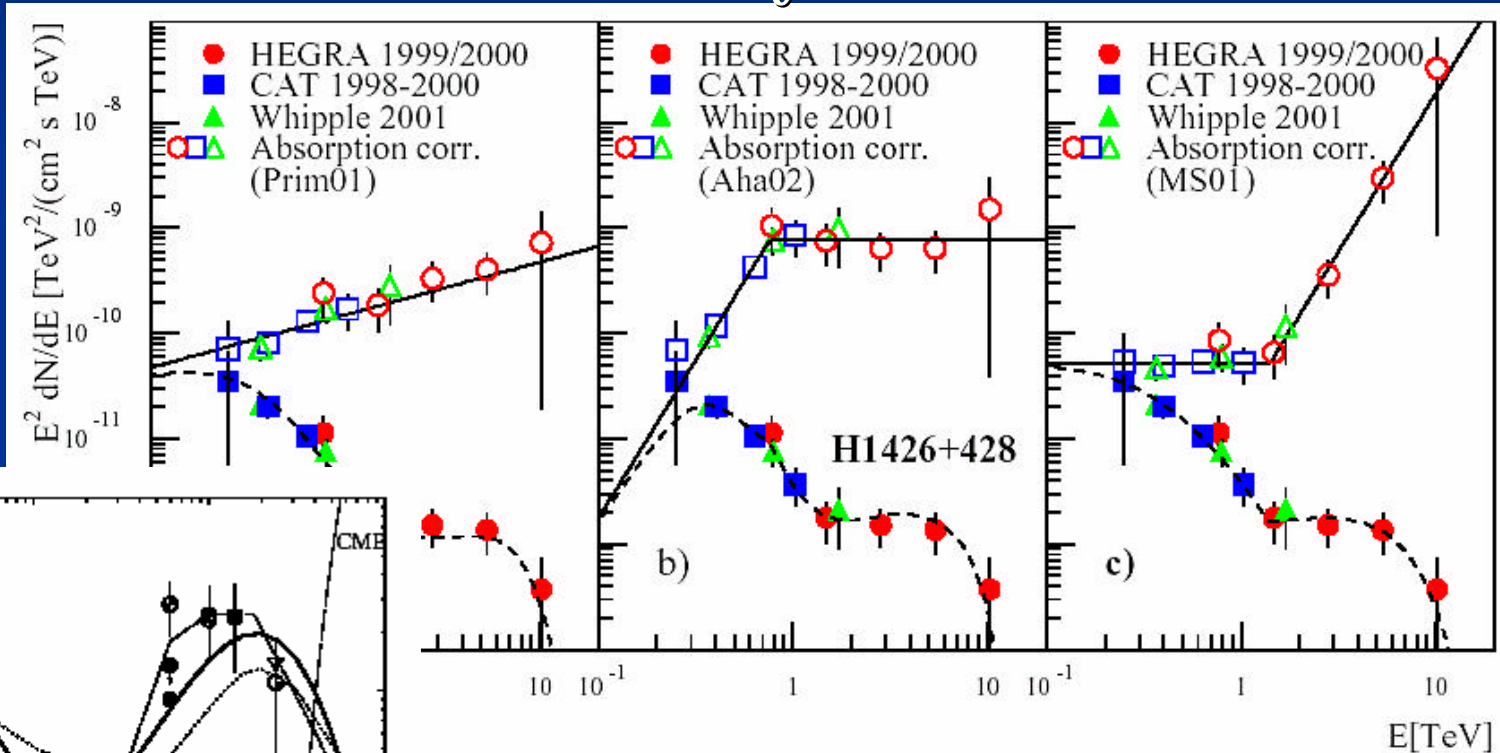 HEGRA 1999/2000
CAT 1998-2000
Whipple 2001
Absorption corr.
(Prim01)
HEGRA 1999/2000
CAT 1998-2000
Whipple 2001
Absorption corr.
(Aha02)
HEGRA 1999/2000
CAT 1998-2000
Whipple 2001
Absorption corr.
(MS01)
E² dN/dE [TeV²/(cm² s TeV)]
10⁻⁸
10⁻⁹
10⁻¹⁰
10⁻¹¹
H1426+428
b)
c)
10 10⁻¹ 1 10 10⁻¹ 1 10
E[TeV]